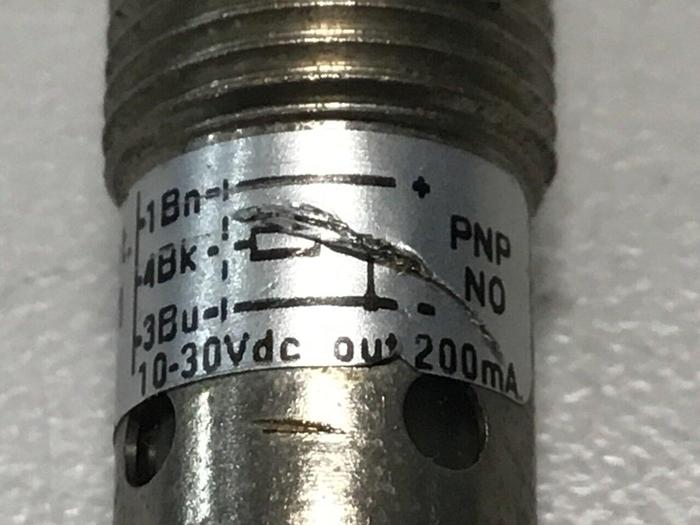 1Bn +
PNP
4Bk
NO
3Bu -
10-30Vdc out 200mA